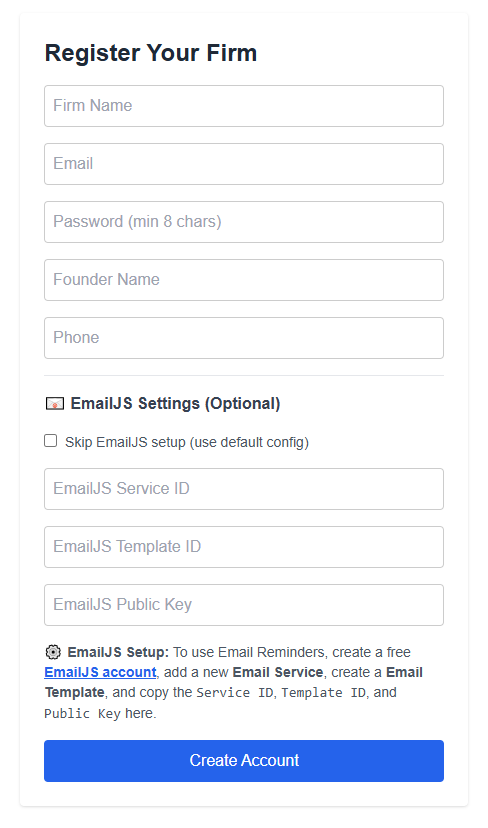 Register Your Firm
Firm Name
Email
Password (min 8 chars)
Founder Name
Phone
EmailJS Settings (Optional)
Skip EmailJS setup (use default config)
EmailJS Service ID
EmailJS Template ID
EmailJS Public Key
EmailJS Setup: To use Email Reminders, create a free
EmailJS account, add a new Email Service, create a Email
Template, and copy the Service ID, Template ID, and
Public Key here.
Create Account